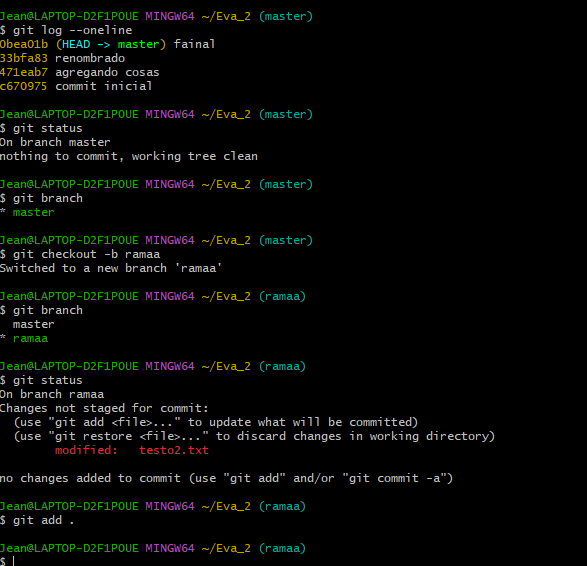 Jean@LAPTOP-D2F1POUE MINGW64 ~/Eva_2 (master)
$ git log --oneline
0bea01b (HEAD -> master) fainal
33bfa83 renombrado
471eab7 agregando cosas
c670975 commit inicial
Jean@LAPTOP-D2F1POUE MINGW64 ~/Eva_2 (master)
$ git status
On branch master
nothing to commit, working tree clean
Jean@LAPTOP-D2F1POUE MINGW64 ~/Eva_2 (master)
$ git branch
* master
Jean@LAPTOP-D2F1POUE MINGW64 ~/Eva_2 (master)
$ git checkout -b ramaa
Switched to a new branch 'ramaa'
Jean@LAPTOP-D2F1POUE MINGW64 ~/Eva_2 (ramaa)
$ git branch
master
* ramaa
Jean@LAPTOP-D2F1POUE MINGW64 ~/Eva_2 (ramaa)
$ git status
On branch ramaa
Changes not staged for commit:
(use "git add <file>..." to update what will be committed)
(use "git restore <file>..." to discard changes in working directory)
modified: testo2.txt
no changes added to commit (use "git add" and/or "git commit -a")
Jean@LAPTOP-D2F1POUE MINGW64 ~/Eva_2 (ramaa)
$ git add .
Jean@LAPTOP-D2F1POUE MINGW64 ~/Eva_2 (ramaa)
$